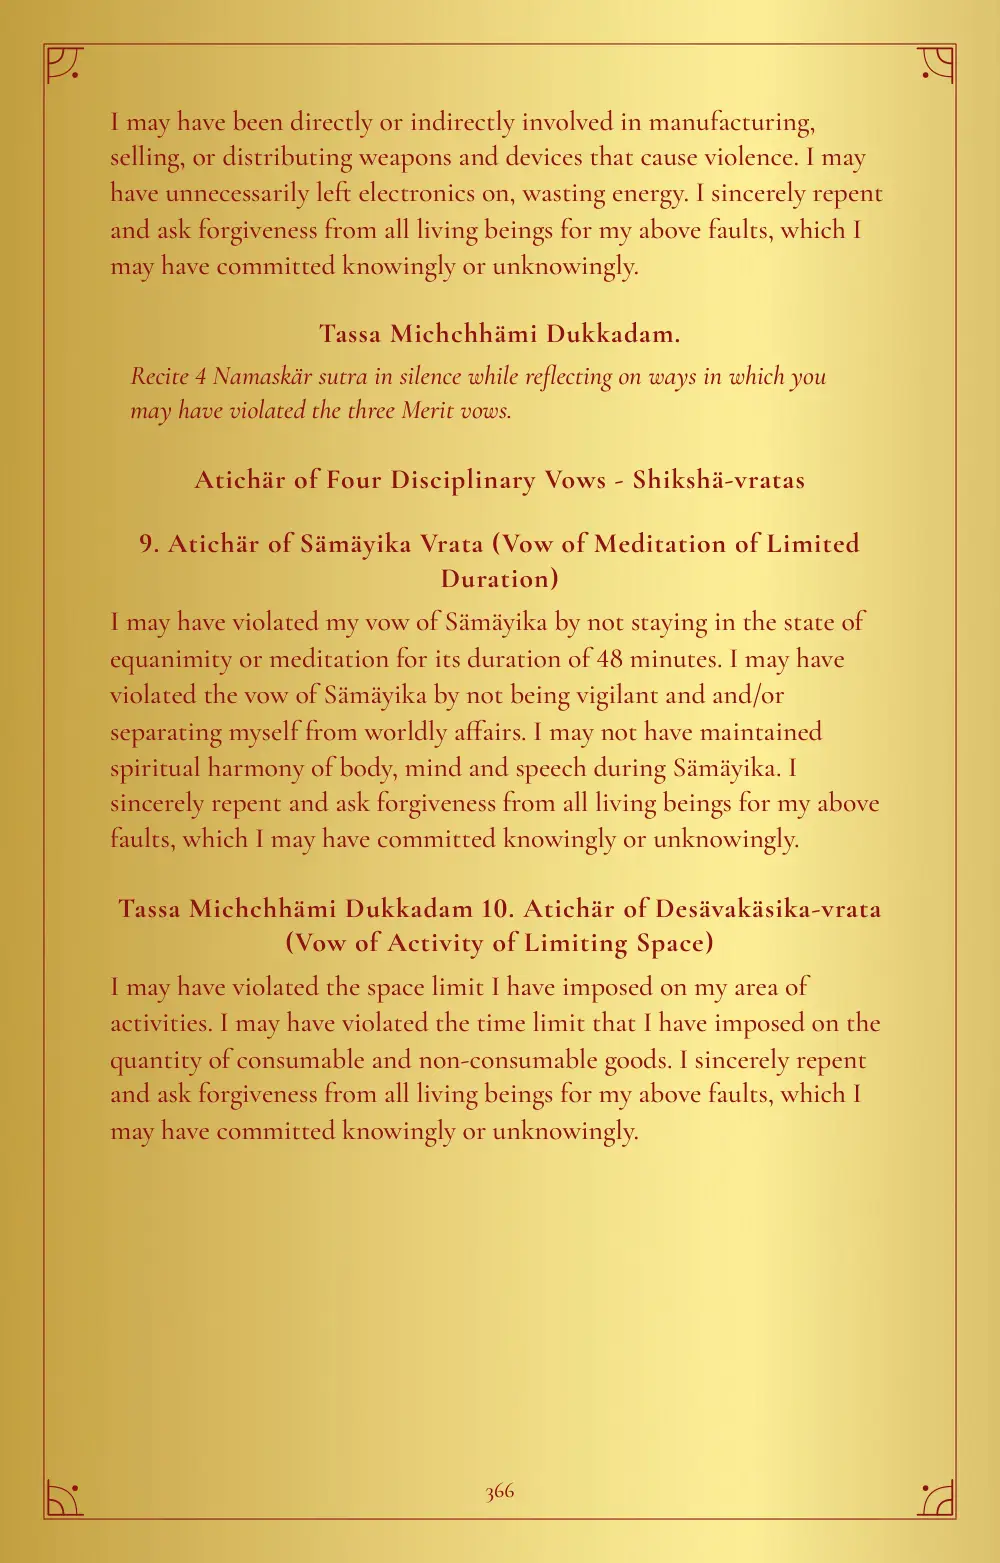 I may have been directly or indirectly involved in manufacturing,
selling, or distributing weapons and devices that cause violence. I may
have unnecessarily left electronics on, wasting energy. I sincerely repent
and ask forgiveness from all living beings for my above faults, which I
may have committed knowingly or unknowingly.
Tassa Michchhämi Dukkadam.
Recite 4 Namaskär sutra in silence while reflecting on ways in which you
may have violated the three Merit vows.
Atichär of Four Disciplinary Vows - Shikshä-vratas
9. Atichär of Sämäyika Vrata (Vow of Meditation of Limited
Duration)
I may have violated my vow of Sämäyika by not staying in the state of
equanimity or meditation for its duration of 48 minutes. I may have
violated the vow of Sämäyika by not being vigilant and and/or
separating myself from worldly affairs. I may not have maintained
spiritual harmony of body, mind and speech during Sämäyika. I
sincerely repent and ask forgiveness from all living beings for my above
faults, which I may have committed knowingly or unknowingly.
Tassa Michchhämi Dukkadam 10. Atichär of Desävakäsika-vrata
(Vow of Activity of Limiting Space)
I may have violated the space limit I have imposed on my area of
activities. I may have violated the time limit that I have imposed on the
quantity of consumable and non-consumable goods. I sincerely repent
and ask forgiveness from all living beings for my above faults, which I
may have committed knowingly or unknowingly.
366